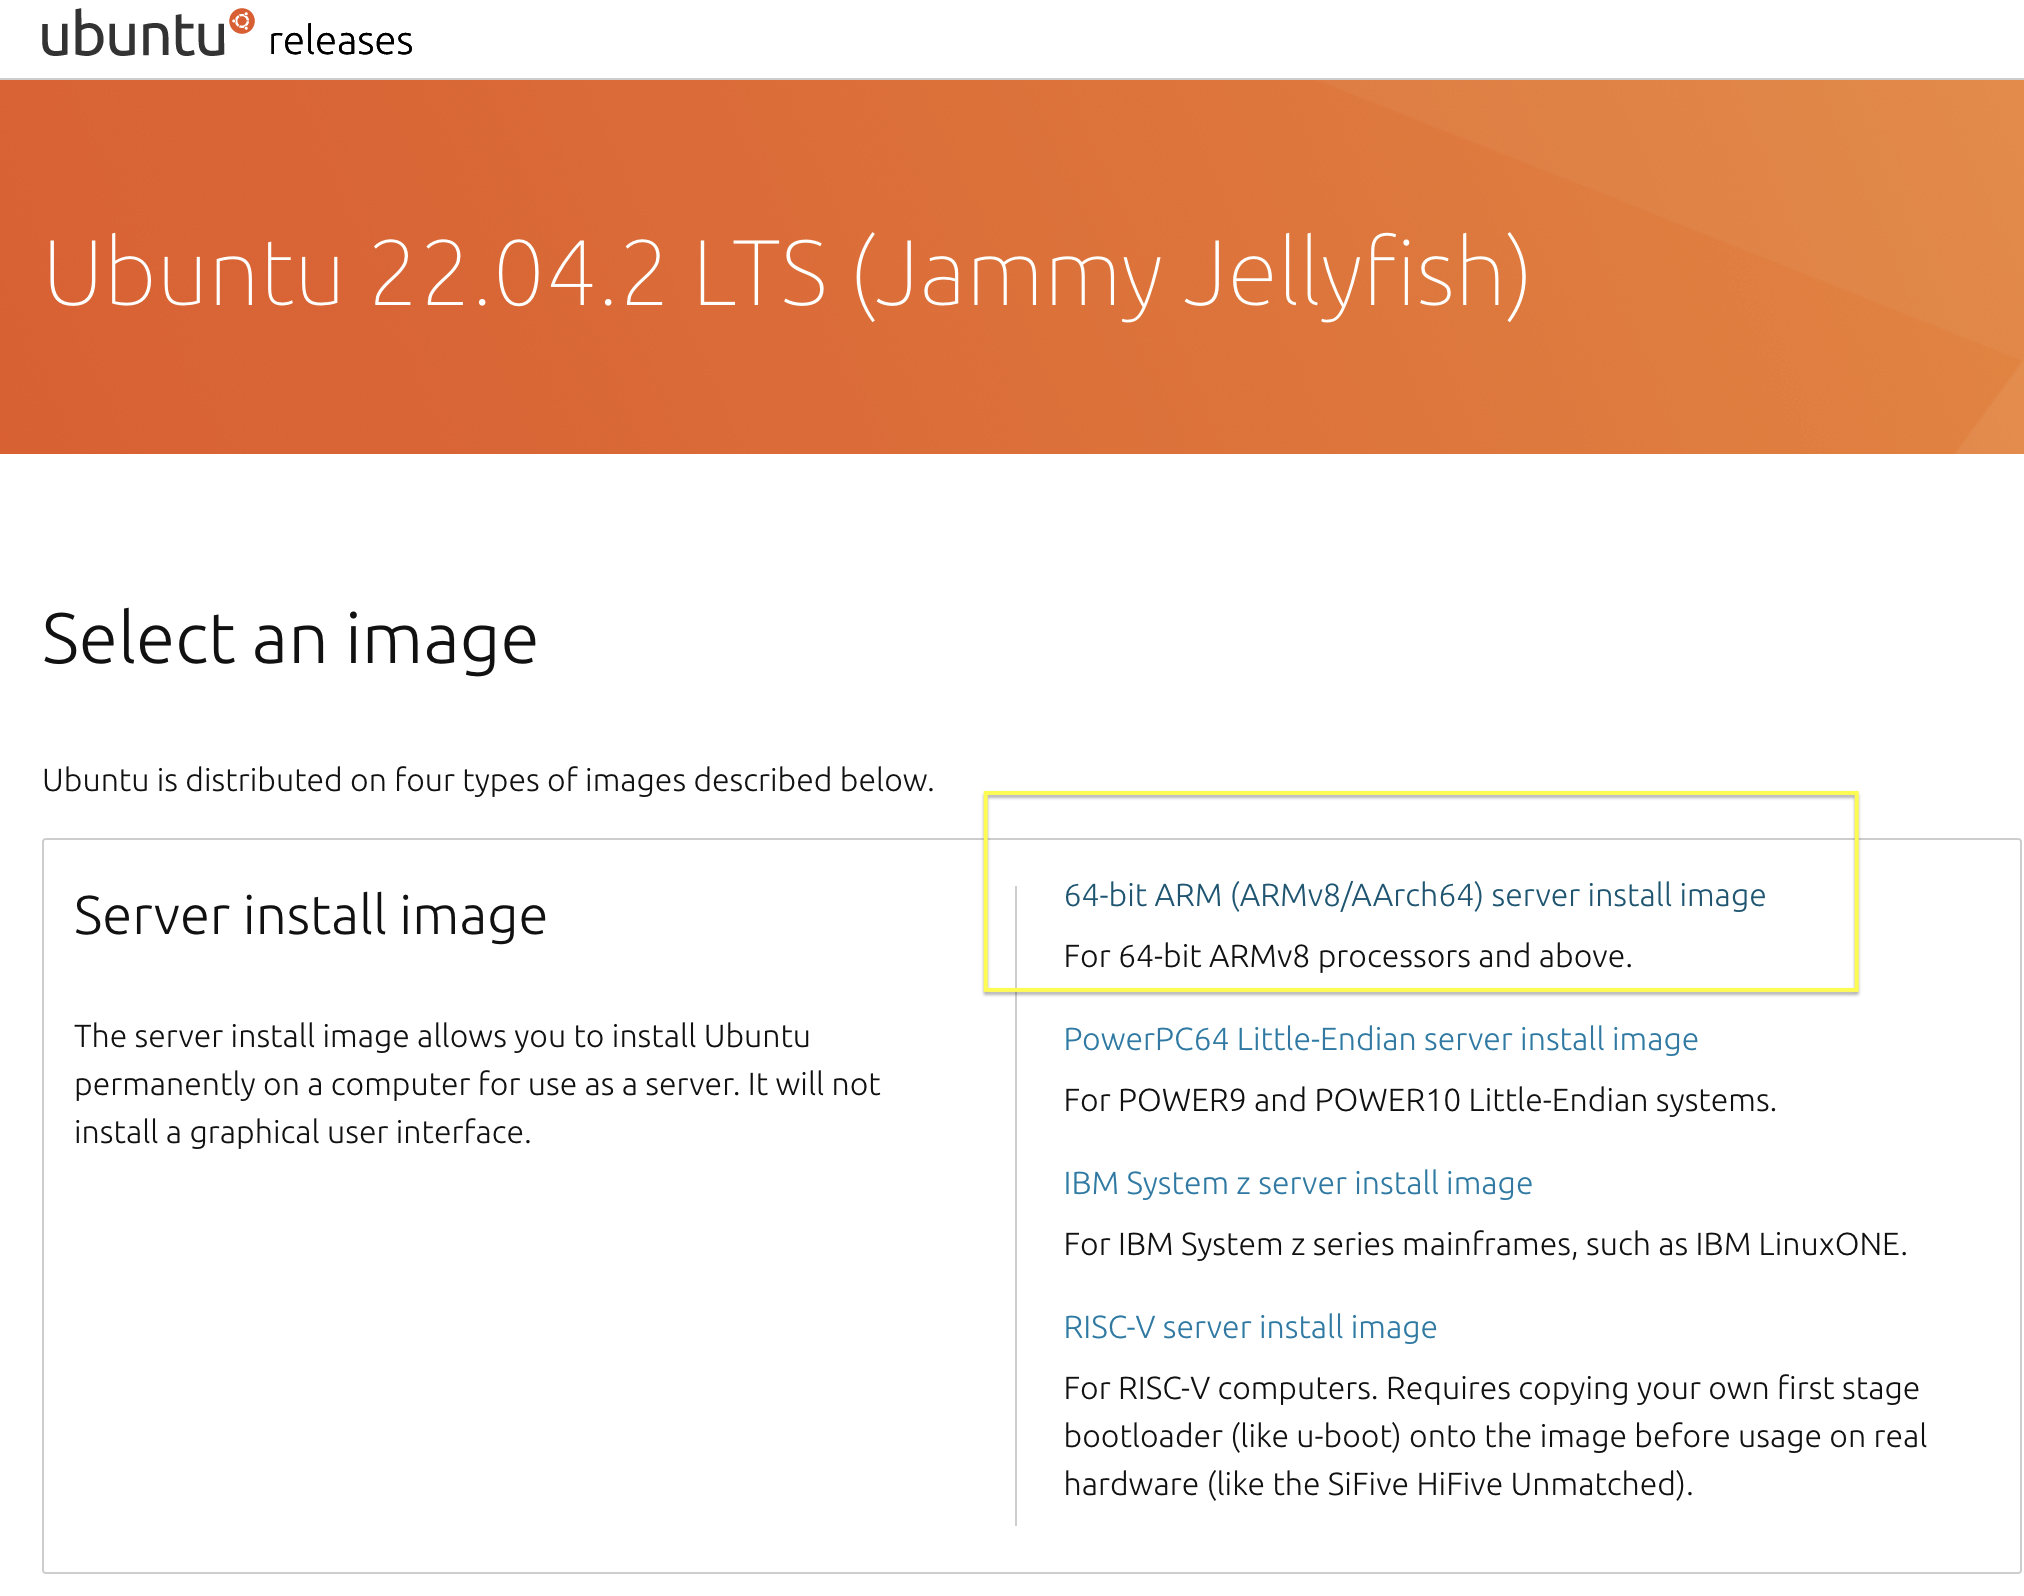 ubuntu releases
Ubuntu 22.04.2 LTS (Jammy Jellyfish)
Select an image
Ubuntu is distributed on four types of images described below.
Server install image
The server install image allows you to install Ubuntu
permanently on a computer for use as a server. It will not
install a graphical user interface.
64-bit ARM (ARMv8/AArch64) server install image
For 64-bit ARMv8 processors and above.
PowerPC64 Little-Endian server install image
For POWER9 and POWER10 Little-Endian systems.
IBM System z server install image
For IBM System z series mainframes, such as IBM LinuxONE.
RISC-V server install image
For RISC-V computers. Requires copying your own first stage
bootloader (like u-boot) onto the image before usage on real
hardware (like the SiFive HiFive Unmatched).